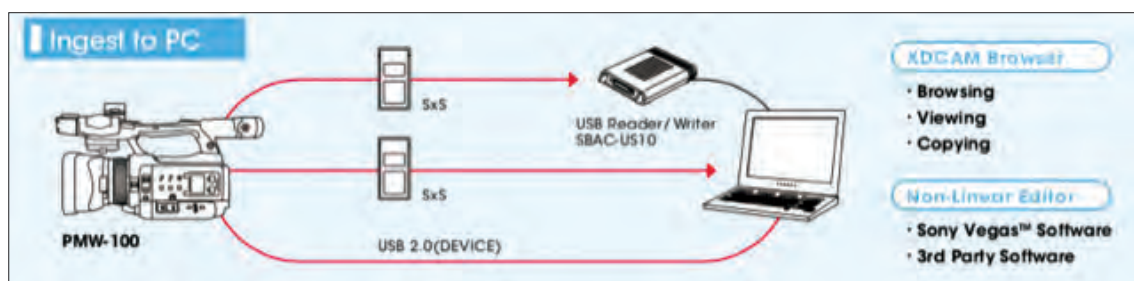 Ingest to PC
SxS
USB Reader/Writer
SBAC-US10
SxS
PMW-100
USB 2.0(DEVICE)
XDCAM Browser
・Browsing
・Viewing
・Copying
Non-Linear Editor
・Sony Vegas™ Software
・3rd Party Software